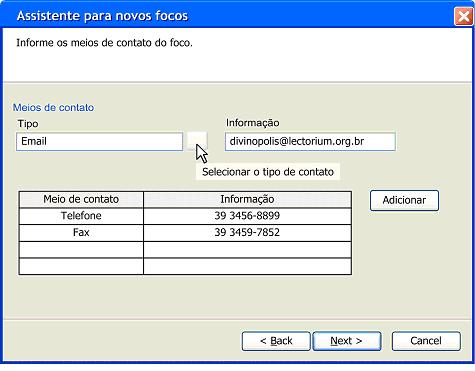 Assistente para novos focos
Informe os meios de contato do foco.
Meios de contato
Tipo Informação
Email divinopolis@lectorium.org.br
Selecionar o tipo de contato
Meio de contato Informação Adicionar
Telefone 39 3456-8899
Fax 39 3459-7852
< Back Next > Cancel